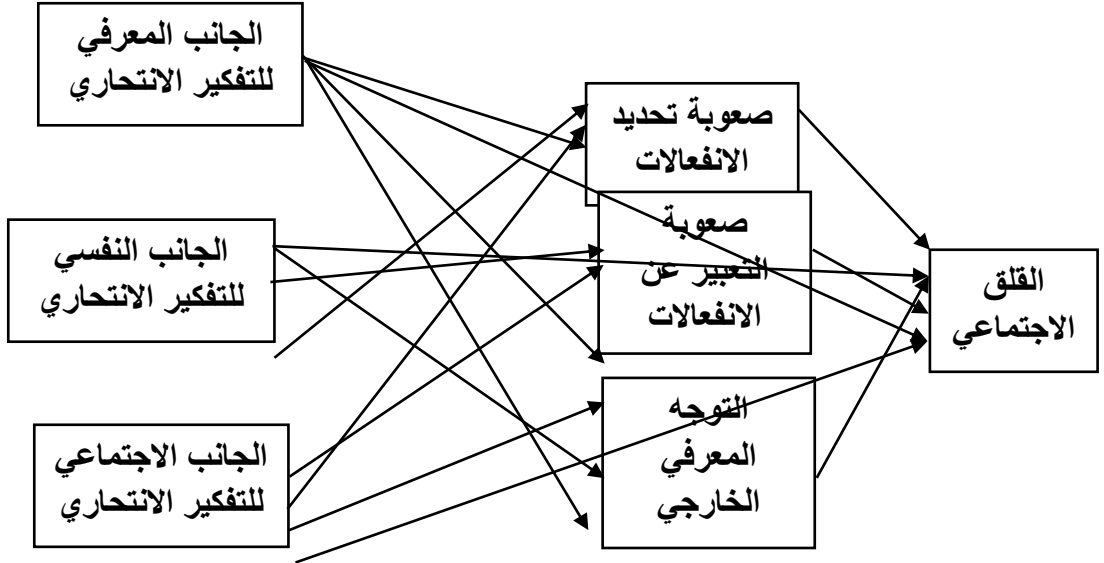 الجانب المعرفي
للتفكير الانتحاري
الجانب النفسي
للتفكير الانتحاري
الجانب الاجتماعي
للتفكير الانتحاري
صعوبة تحديد
الانفعالات
صعوبة
التعبير عن
الانفعالات
التوجه
المعرفي
الخارجي
القلق
الاجتماعي